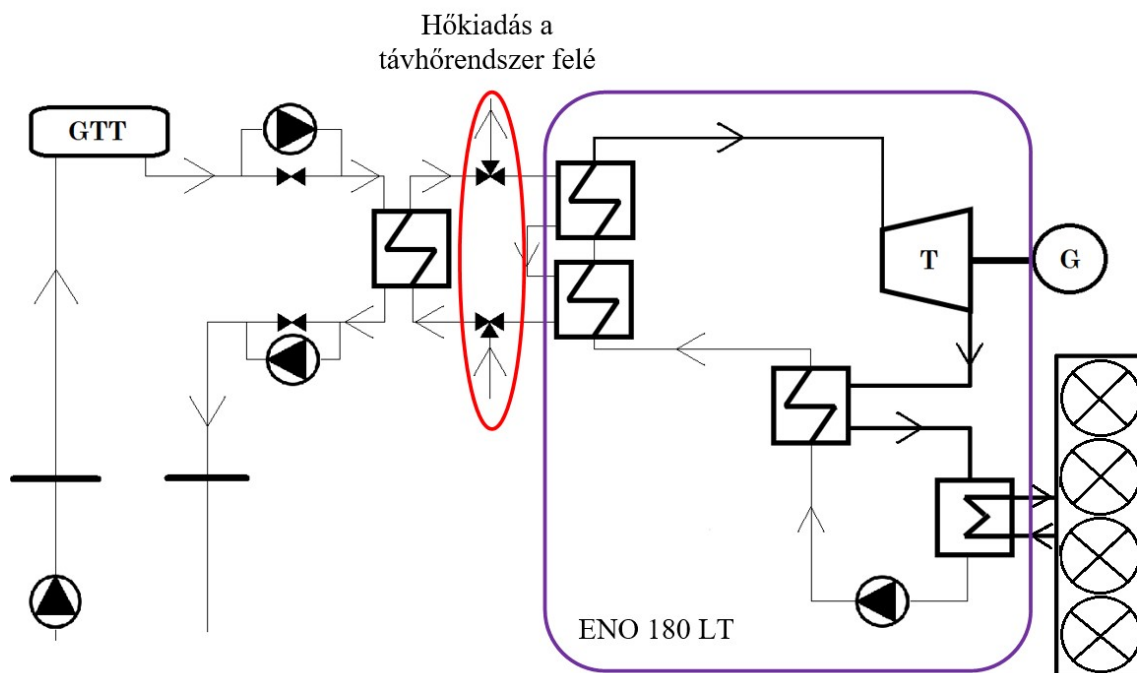 Hőkiadás a
távhőrendszer felé
GTT
T
G
ENO 180 LT